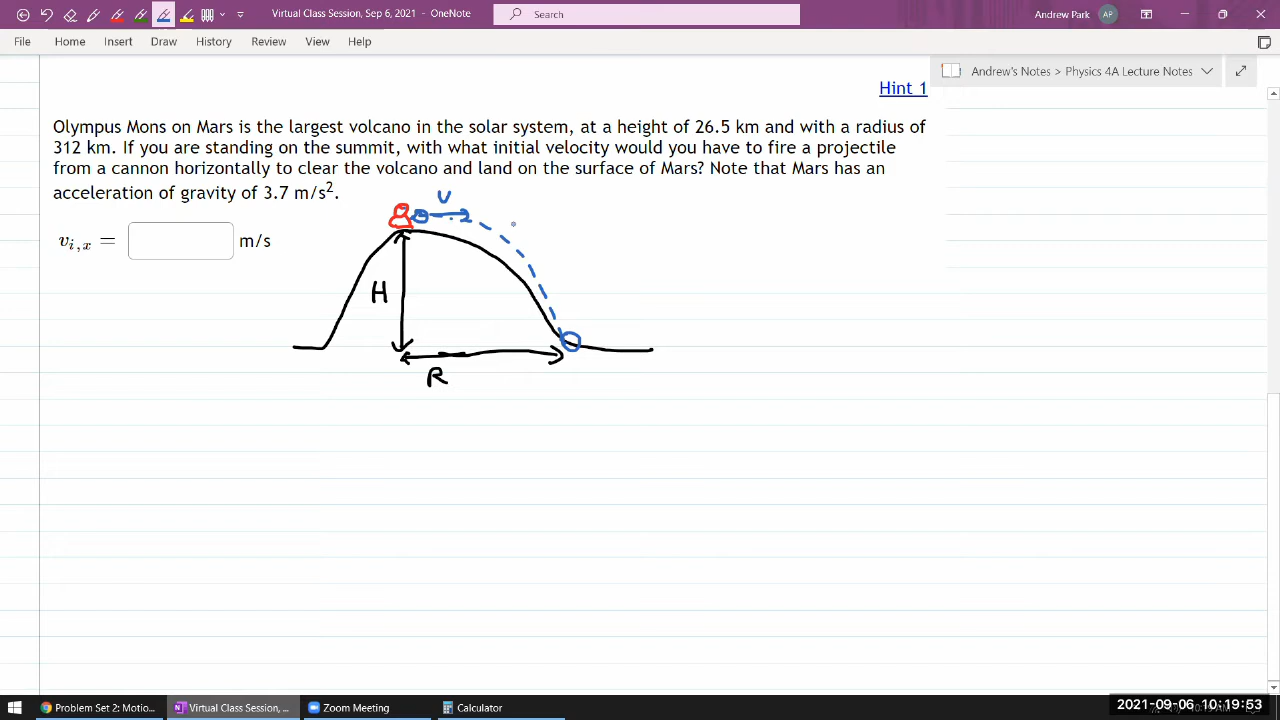 Virtual Class Session, Sep 6, 2021 - OneNote
Search
Andrew Park
AP
File Home Insert Draw History Review View Help
Andrew's Notes > Physics 4A Lecture Notes
Hint 1
Olympus Mons on Mars is the largest volcano in the solar system, at a height of 26.5 km and with a radius of
312 km. If you are standing on the summit, with what initial velocity would you have to fire a projectile
from a cannon horizontally to clear the volcano and land on the surface of Mars? Note that Mars has an
acceleration of gravity of 3.7 m/s².
v
v_{i,x} = m/s
H
R
Problem Set 2: Motio...
Virtual Class Session,...
Zoom Meeting
Calculator
2021-09-06 10:19:53